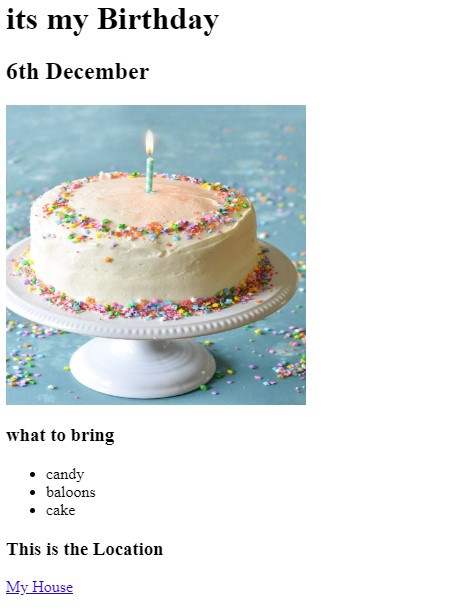 its my Birthday
6th December
what to bring
candy
baloons
cake
This is the Location
My House